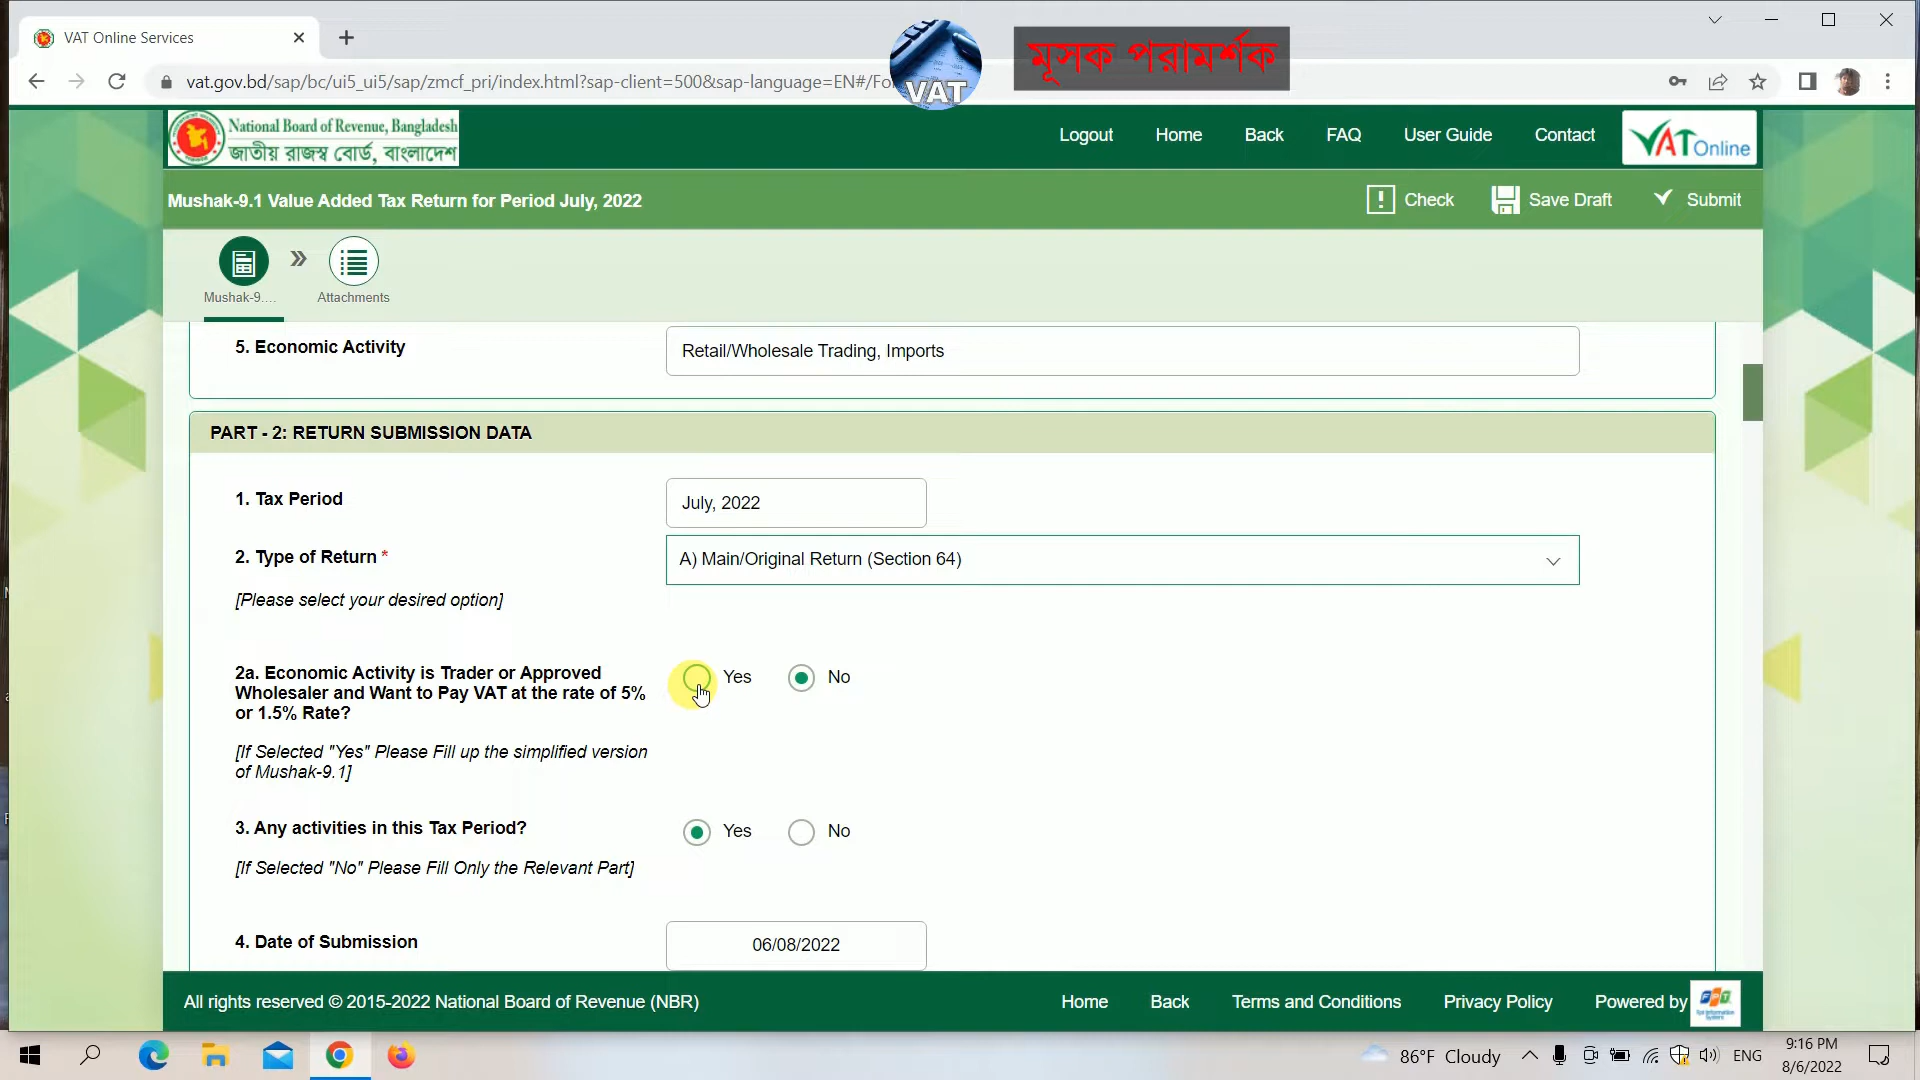 VAT Online Services
মূসক পরামর্শক
VAT
vat.gov.bd/sap/bc/ui5_ui5/sap/zmcf_pri/index.html?sap-client=500&sap-language=EN#/Fo
National Board of Revenue, Bangladesh
জাতীয় রাজস্ব বোর্ড, বাংলাদেশ
Logout Home Back FAQ User Guide Contact
VAT Online
Mushak-9.1 Value Added Tax Return for Period July, 2022
Check Save Draft Submit
Mushak-9.... Attachments
5. Economic Activity Retail/Wholesale Trading, Imports
PART - 2: RETURN SUBMISSION DATA
1. Tax Period July, 2022
2. Type of Return * A) Main/Original Return (Section 64)
[Please select your desired option]
2a. Economic Activity is Trader or Approved
Wholesaler and Want to Pay VAT at the rate of 5%
or 1.5% Rate?
Yes No
[If Selected "Yes" Please Fill up the simplified version
of Mushak-9.1]
3. Any activities in this Tax Period? Yes No
[If Selected "No" Please Fill Only the Relevant Part]
4. Date of Submission 06/08/2022
All rights reserved © 2015-2022 National Board of Revenue (NBR)
Home Back Terms and Conditions Privacy Policy Powered by
FPT
86°F Cloudy ENG
9:16 PM
8/6/2022